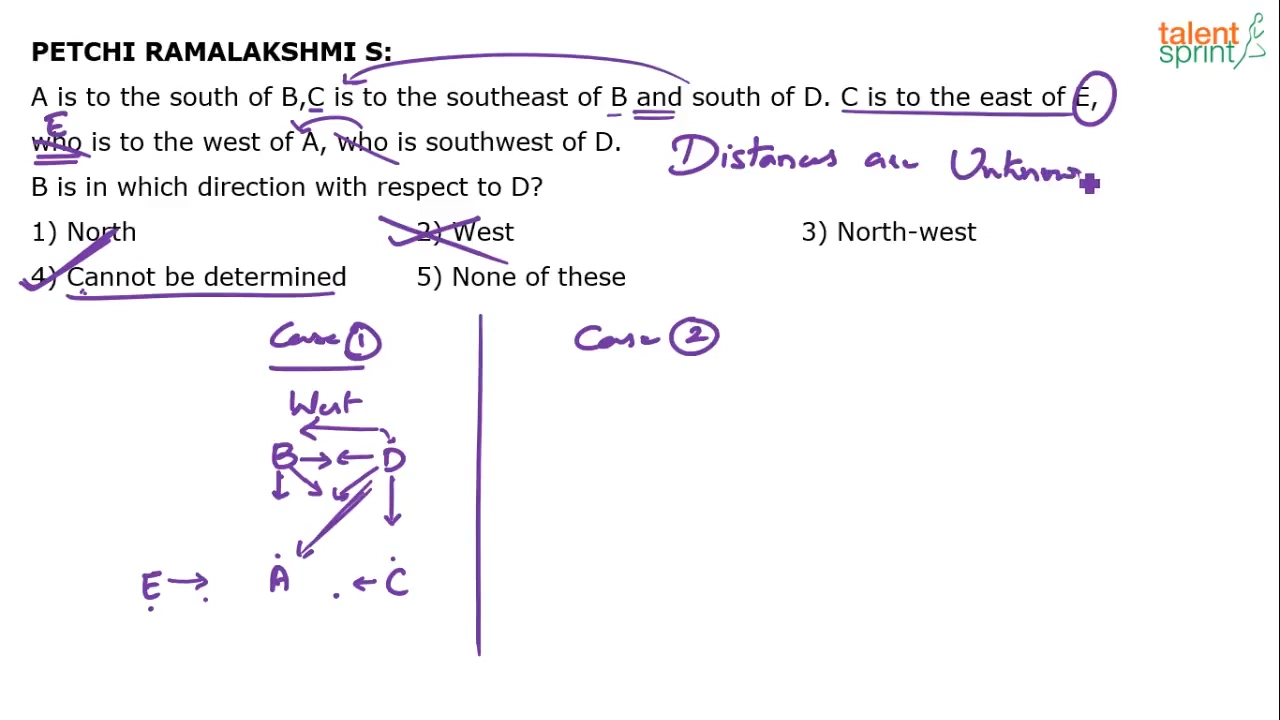 talent
sprint
PETCHI RAMALAKSHMI S:
A is to the south of B,C is to the southeast of B and south of D. C is to the east of E,
E
who is to the west of A, who is southwest of D.
Distances are Unknown
B is in which direction with respect to D?
1) North 2) West 3) North-west
4) Cannot be determined 5) None of these
Case 1 Case 2
West
B D
E A C